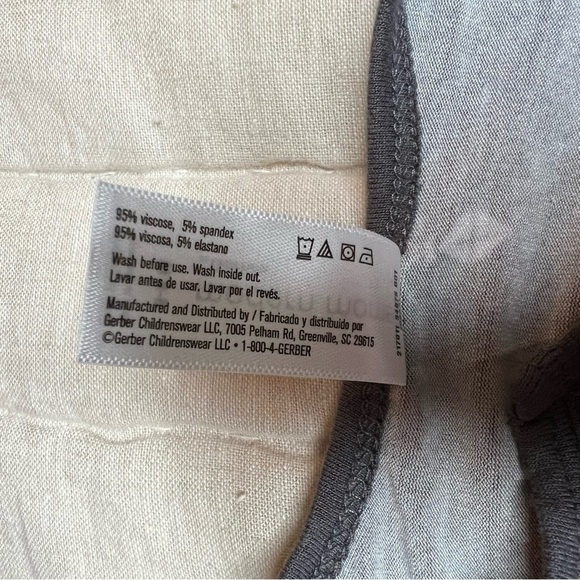 95% viscose, 5% spandex
95% viscosa, 5% elastano
Wash before use. Wash inside out.
Lavar antes de usar. Lavar por el revés.
Manufactured and Distributed by / Fabricado y distribuido por
Gerber Childrenswear LLC, 7005 Pelham Rd, Greenville, SC 29615
©Gerber Childrenswear LLC • 1-800-4-GERBER